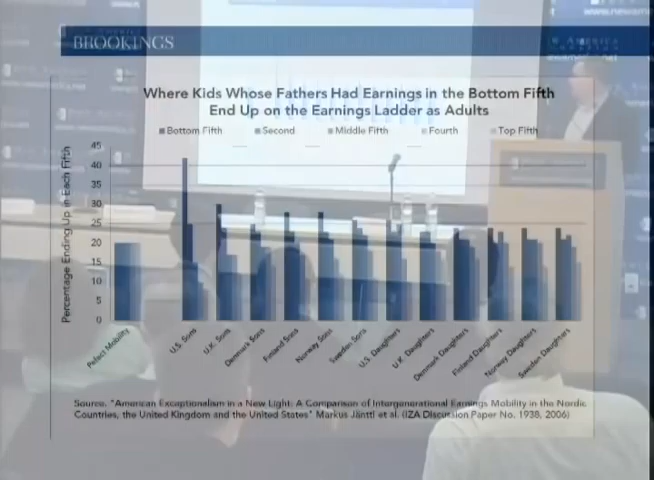 BROOKINGS
Where Kids Whose Fathers Had Earnings in the Bottom Fifth
End Up on the Earnings Ladder as Adults
Bottom Fifth Second Middle Fifth Fourth Top Fifth
Percentage Ending Up in Each Fifth
45
40
35
30
25
20
15
10
5
0
Pefect Mobility
U.S. Sons
U.K. Sons
Denmark Sons
Finland Sons
Norway Sons
Sweden Sons
U.S. Daughters
U.K. Daughters
Denmark Daughters
Finland Daughters
Norway Daughters
Sweden Daughters
Source: "American Exceptionalism in a New Light: A Comparison of Intergenerational Earnings Mobility in the Nordic
Countries, the United Kingdom and the United States" Markus Jäntti et al. (IZA Discussion Paper No. 1938, 2006)